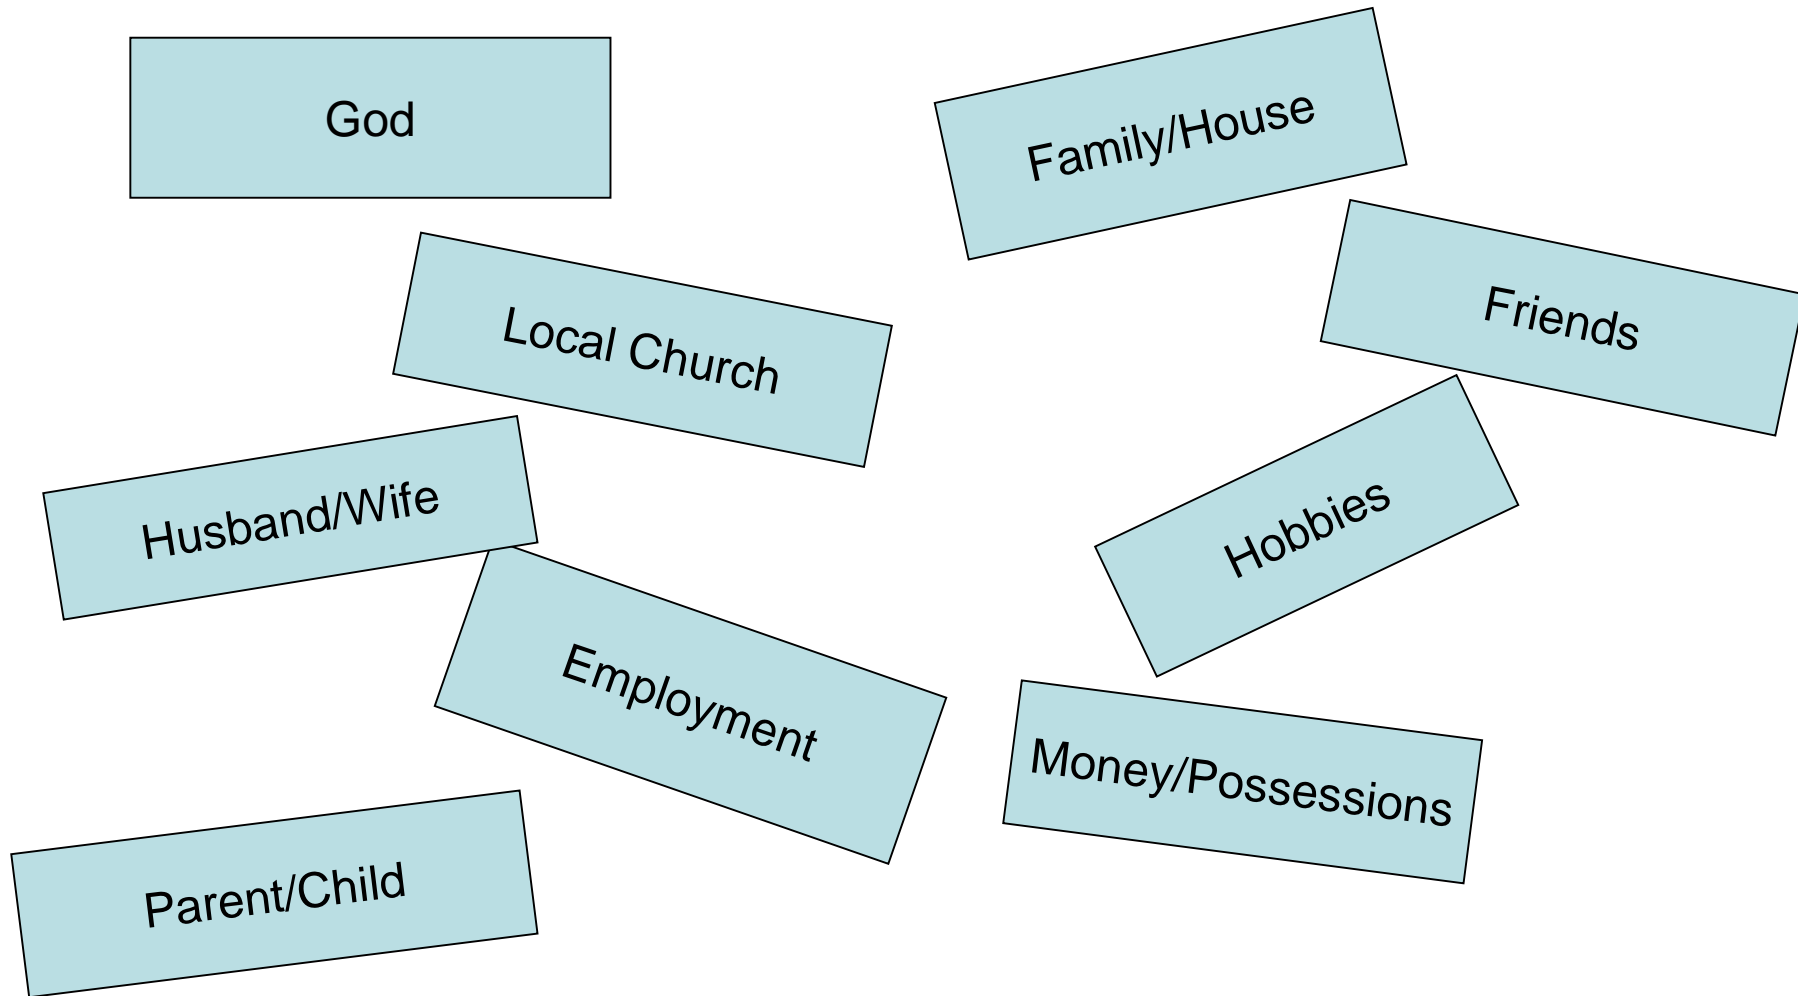 God
Family/House
Local Church
Friends
Husband/Wife
Hobbies
Employment
Money/Possessions
Parent/Child